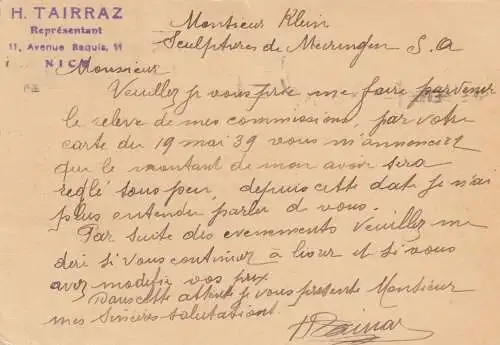 H. TAIRRAZ
Représentant
11, Avenue Baquis, 11
NICE
Monsieur Klein
Sculptures de Meiringen S.A
Monsieur
Veuillez je vous prie me faire parvenir
le relevé de mes commissions, par votre
carte du 19 mai 39 vous m'annonciez
que le montant de mon avoir sera
reglé sous peu, depuis cette date je n'ai
plus entendu parler d vous.
Par suite des evenements veuillez me
dire si vous continuez à livrer et si vous
avez modifié vos prix
Dans cette attente je vous presente Monsieur
mes sinceres salutations.